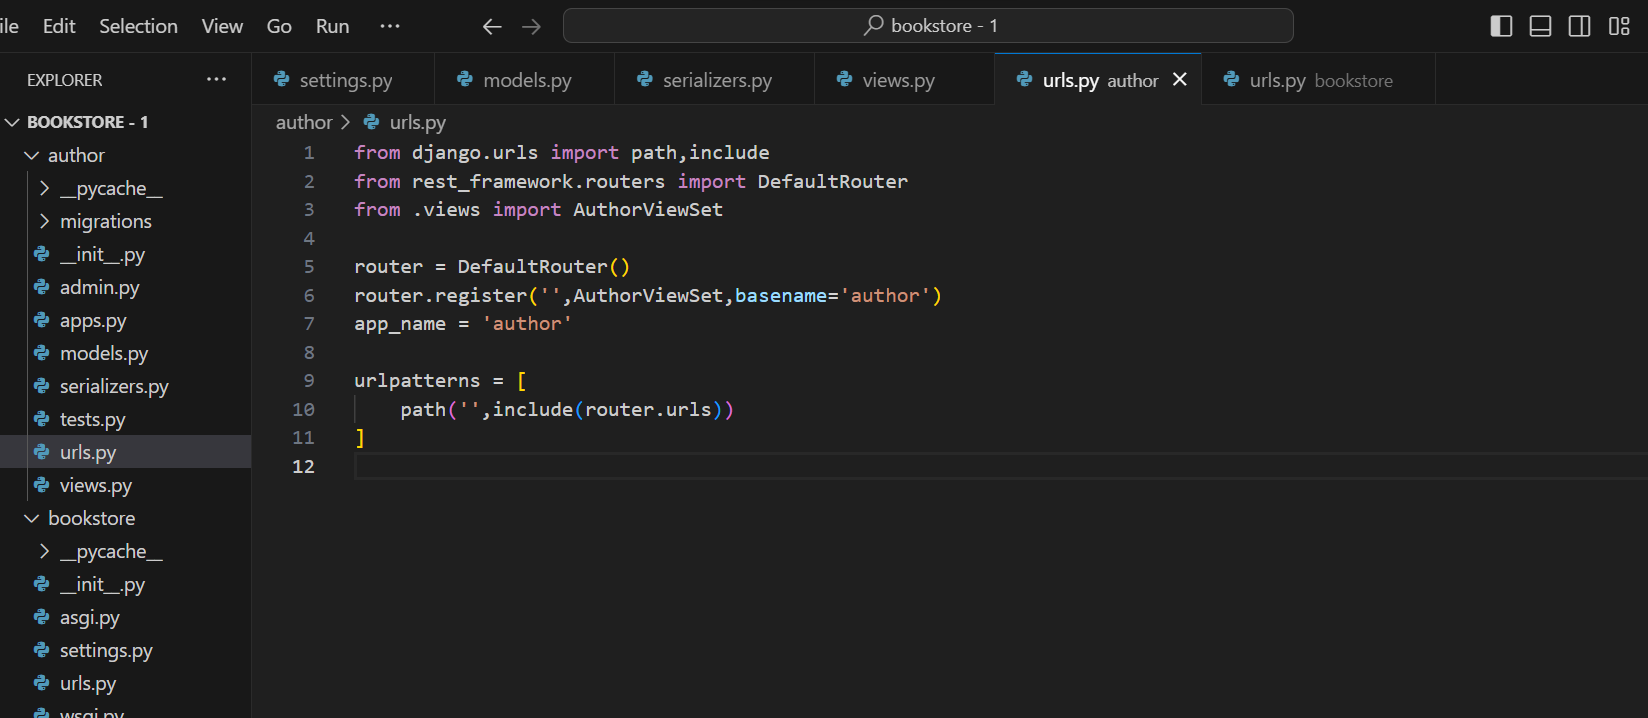 ile Edit Selection View Go Run ··· bookstore - 1
EXPLORER ···
BOOKSTORE - 1
author
__pycache__
migrations
__init__.py
admin.py
apps.py
models.py
serializers.py
tests.py
urls.py
views.py
bookstore
__pycache__
__init__.py
asgi.py
settings.py
urls.py
wsgi.py
settings.py models.py serializers.py views.py urls.py author urls.py bookstore
author > urls.py
1 from django.urls import path,include
2 from rest_framework.routers import DefaultRouter
3 from .views import AuthorViewSet
4
5 router = DefaultRouter()
6 router.register('',AuthorViewSet,basename='author')
7 app_name = 'author'
8
9 urlpatterns = [
10     path('',include(router.urls))
11 ]
12